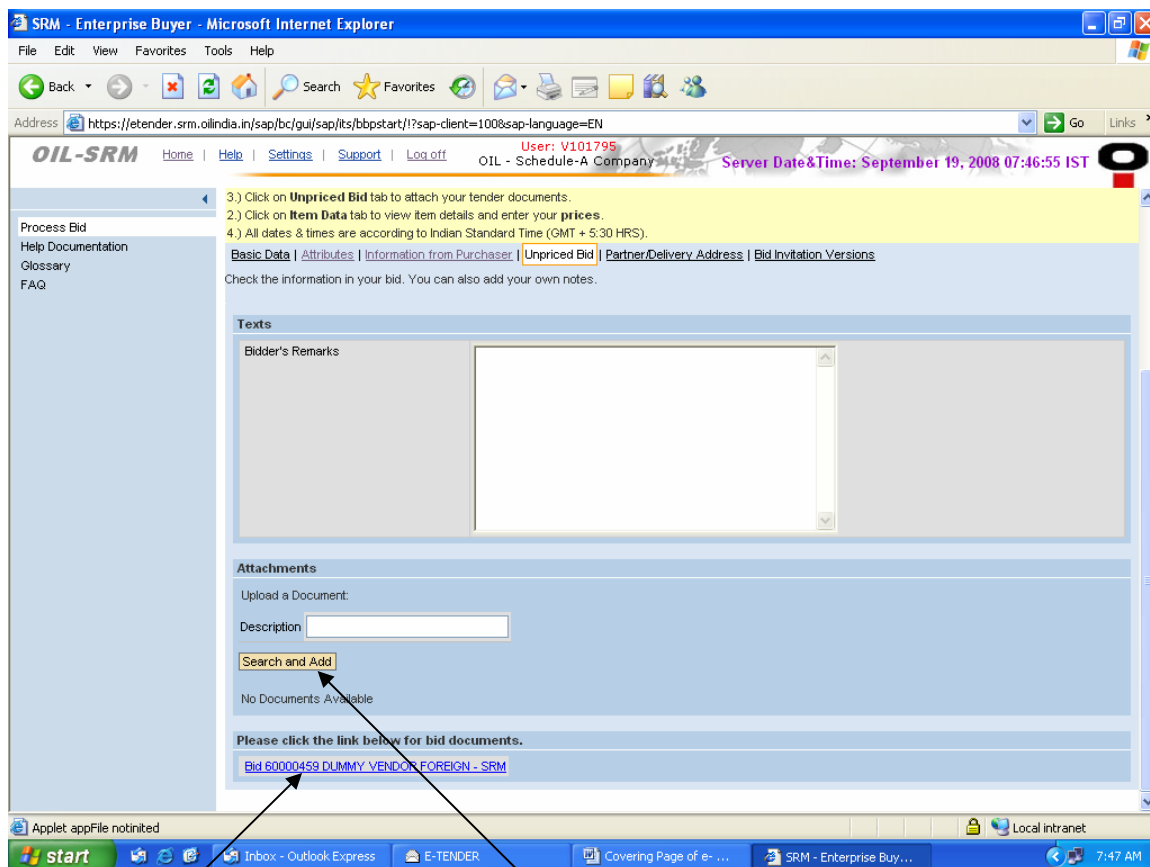 SRM - Enterprise Buyer - Microsoft Internet Explorer
File Edit View Favorites Tools Help
Back Search Favorites
Address https://etender.srm.oilindia.in/sap/bc/gui/sap/its/bbpstart/!?sap-client=100&sap-language=EN Go Links
OIL-SRM Home | Help | Settings | Support | Log off User: V101795
OIL - Schedule-A Company Server Date&Time: September 19, 2008 07:46:55 IST
3.) Click on Unpriced Bid tab to attach your tender documents.
2.) Click on Item Data tab to view item details and enter your prices.
4.) All dates & times are according to Indian Standard Time (GMT + 5:30 HRS).
Process Bid
Help Documentation
Glossary
FAQ
Basic Data | Attributes | Information from Purchaser | Unpriced Bid | Partner/Delivery Address | Bid Invitation Versions
Check the information in your bid. You can also add your own notes.
Texts
Bidder's Remarks
Attachments
Upload a Document:
Description
Search and Add
No Documents Available
Please click the link below for bid documents.
Bid 60000459 DUMMY VENDOR FOREIGN - SRM
Applet appFile notinited Local intranet
start Inbox - Outlook Express E-TENDER Covering Page of e- ... SRM - Enterprise Buy... 7:47 AM